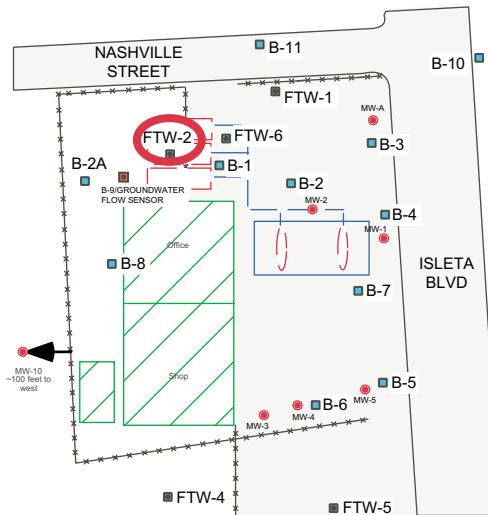 NASHVILLE
STREET
B-11
B-10
FTW-1
MW-A
FTW-2
FTW-6
B-3
B-1
B-2A
B-2
B-9/GROUNDWATER
FLOW SENSOR
MW-2
B-4
MW-1
Office
B-8
ISLETA
BLVD
B-7
MW-10
~100 feet to
west
Shop
B-5
MW-5
B-6
MW-4
MW-3
FTW-4
FTW-5